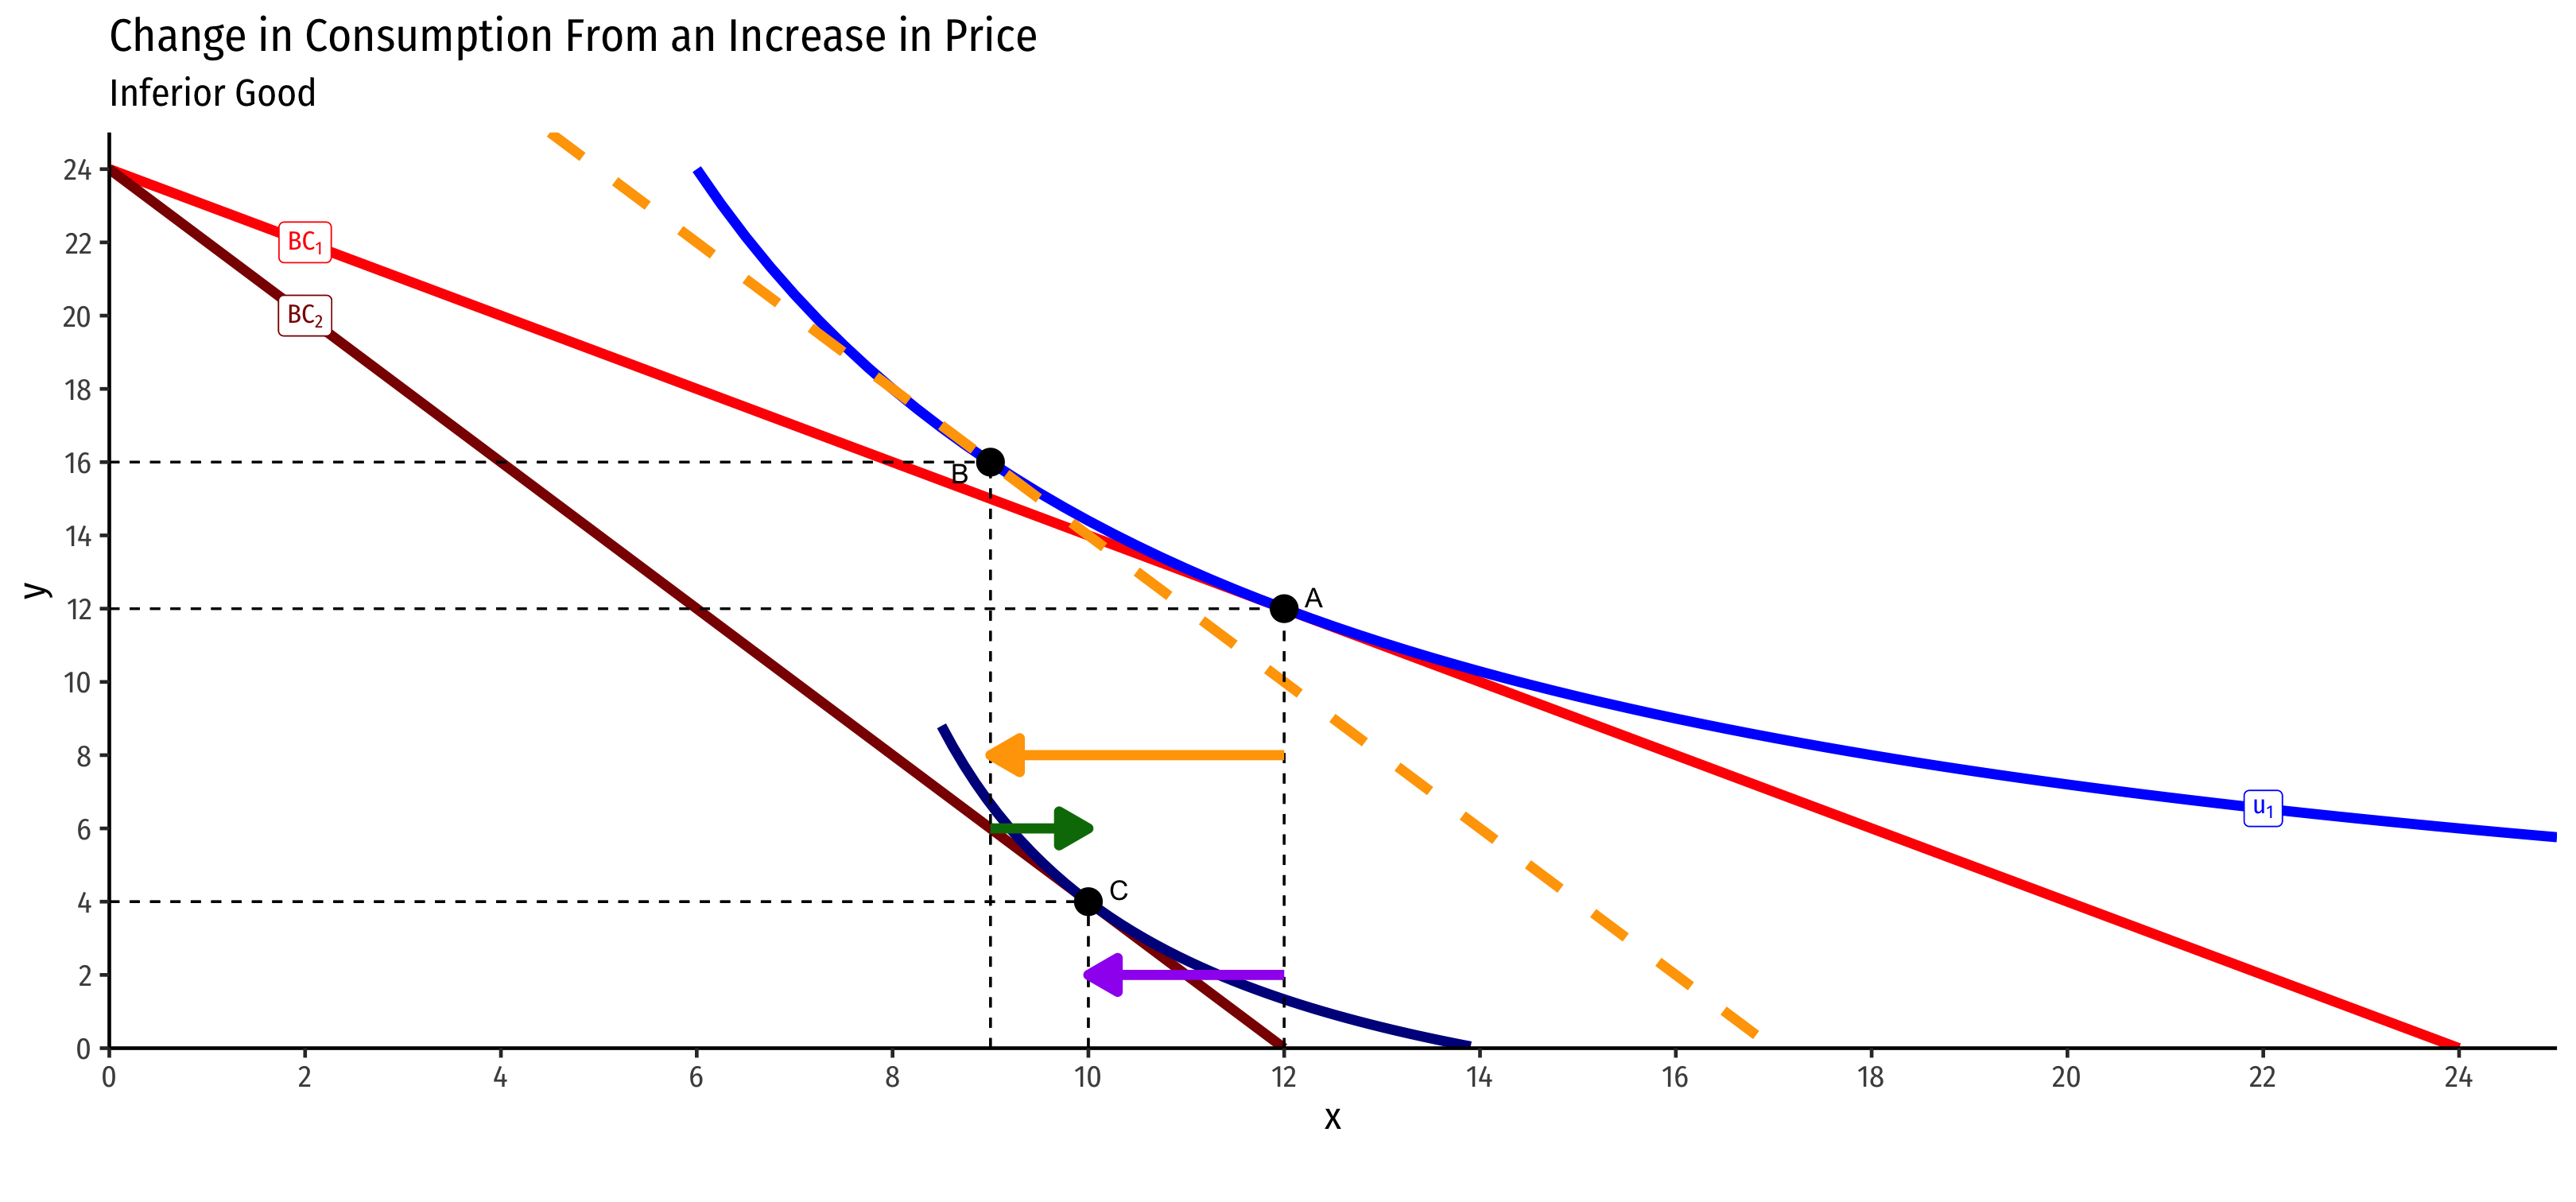 Change in Consumption From an Increase in Price
Inferior Good
24
22
20
18
16
14
12
10
8
6
4
2
0
y
BC₁
BC₂
B
A
C
u₁
0 2 4 6 8 10 12 14 16 18 20 22 24
x